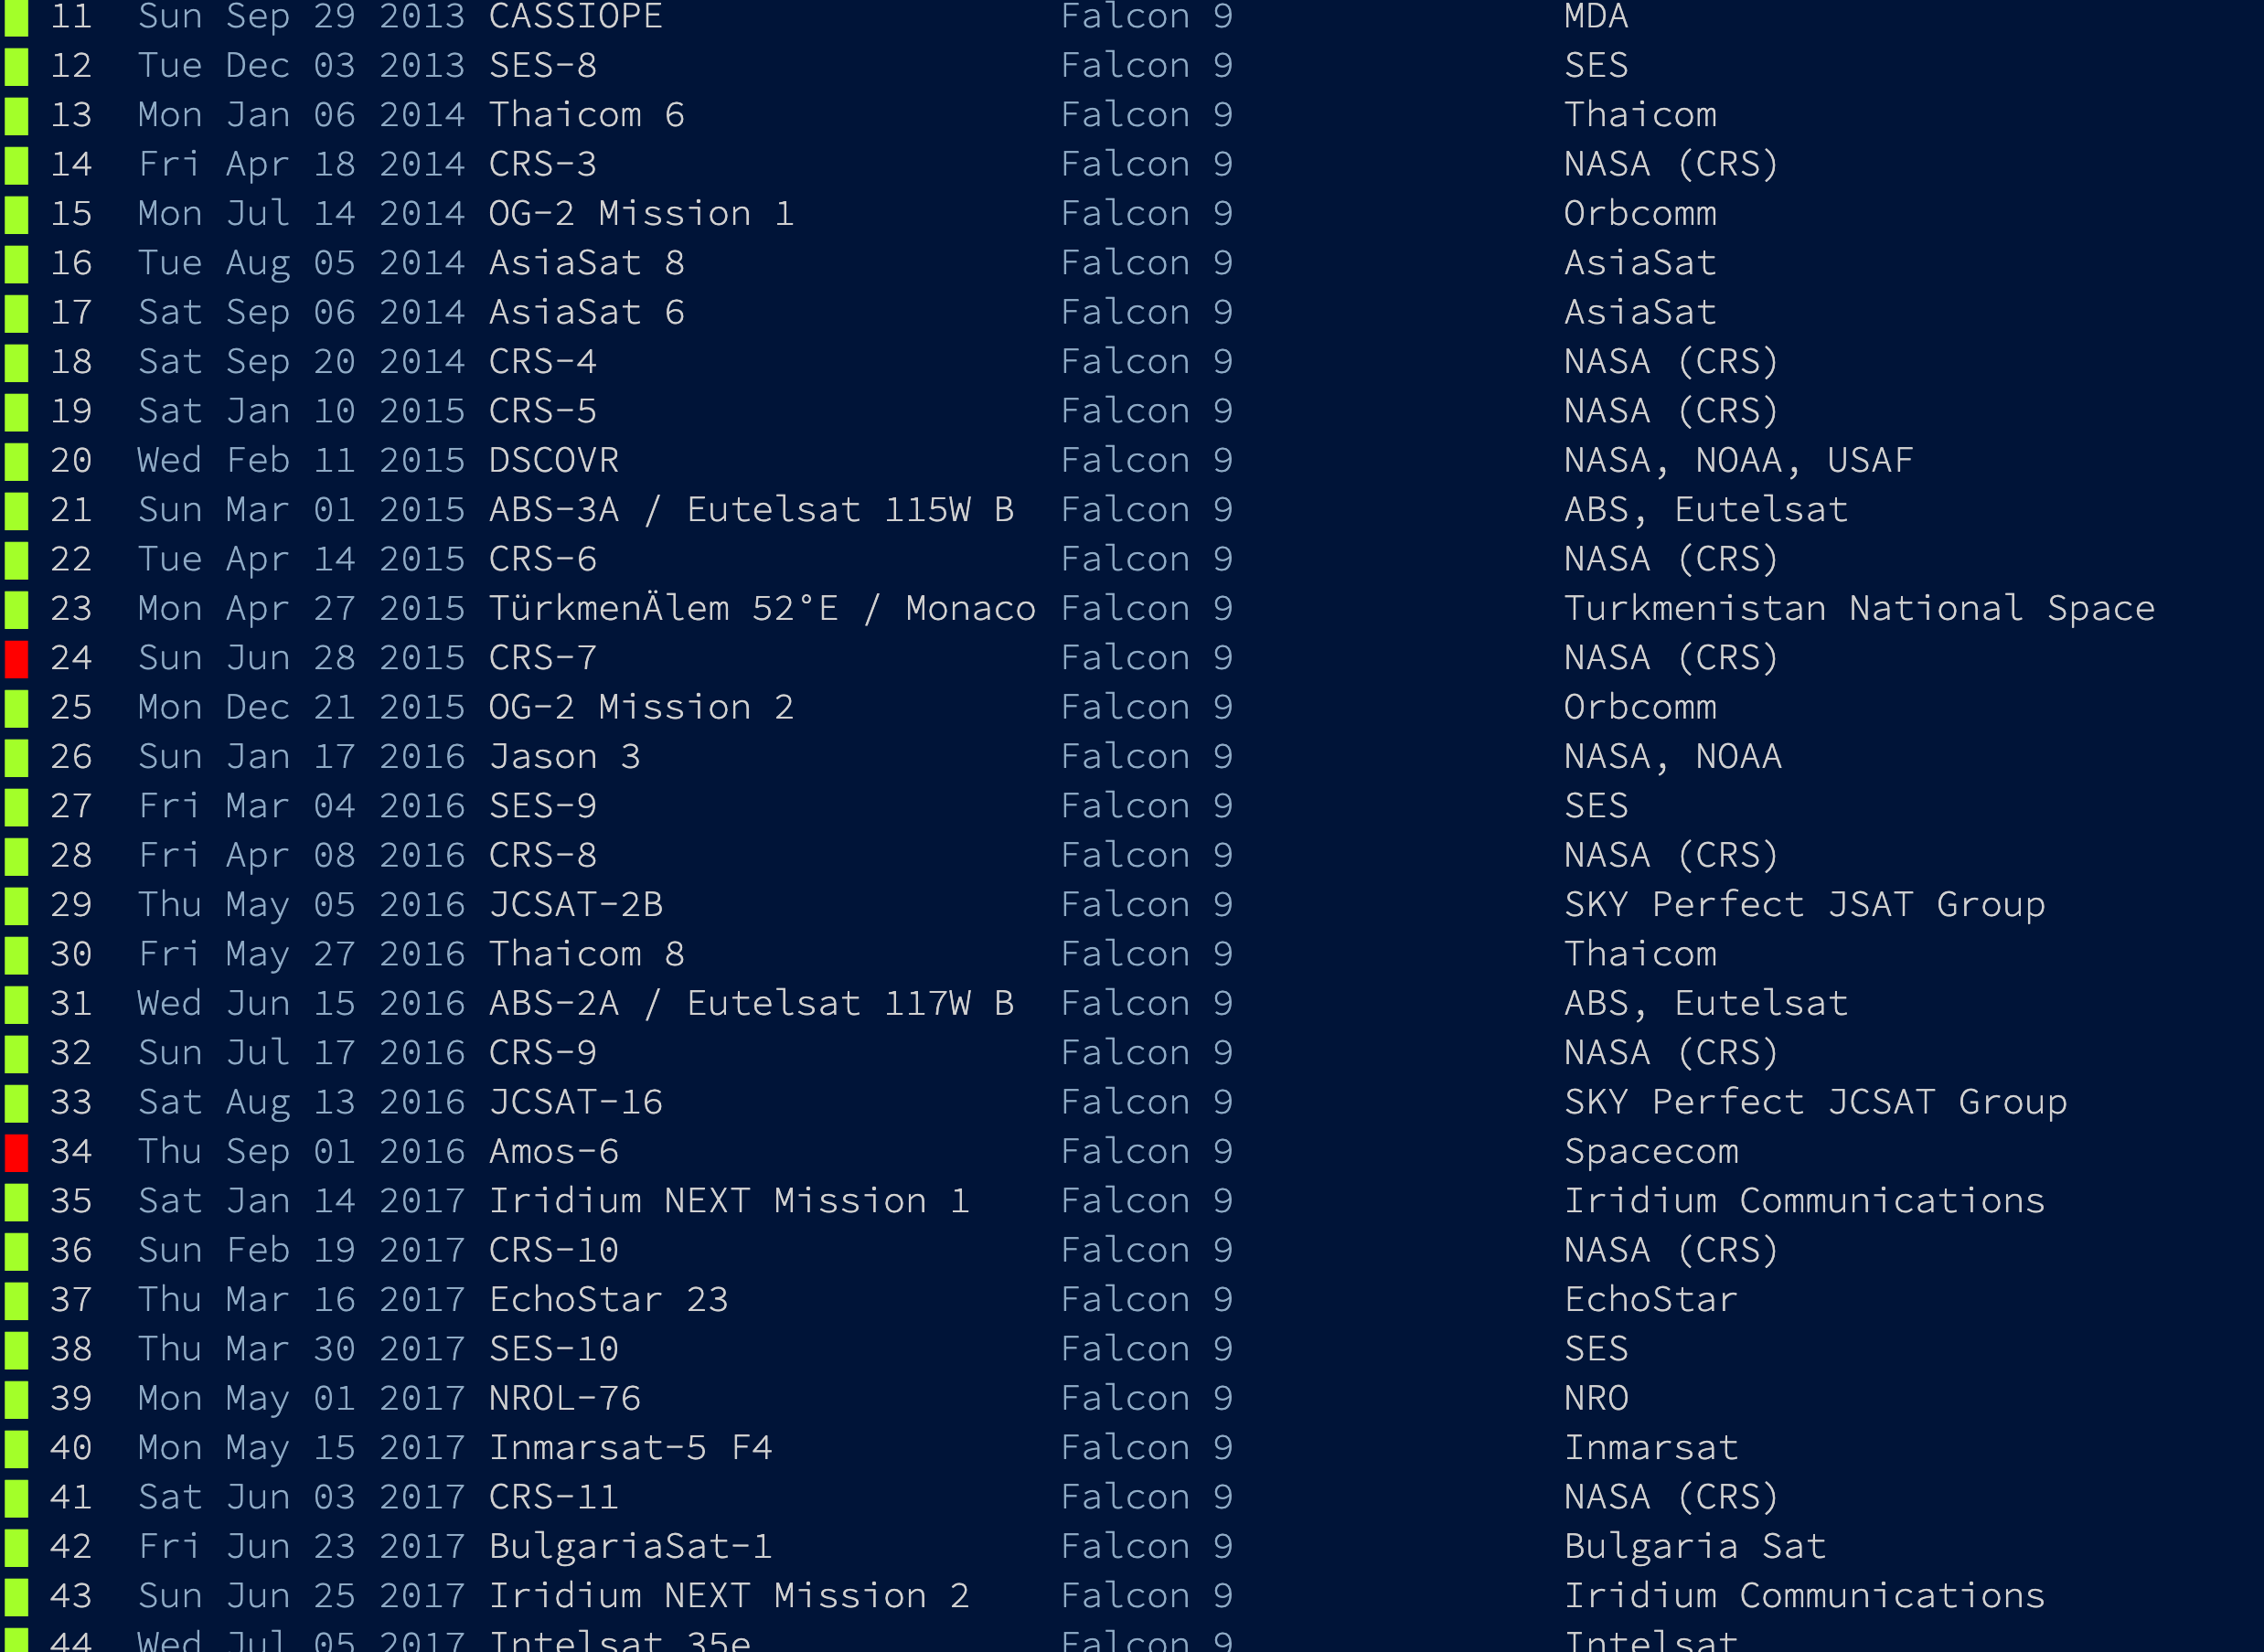 11 Sun Sep 29 2013 CASSIOPE Falcon 9 MDA
12 Tue Dec 03 2013 SES-8 Falcon 9 SES
13 Mon Jan 06 2014 Thaicom 6 Falcon 9 Thaicom
14 Fri Apr 18 2014 CRS-3 Falcon 9 NASA (CRS)
15 Mon Jul 14 2014 OG-2 Mission 1 Falcon 9 Orbcomm
16 Tue Aug 05 2014 AsiaSat 8 Falcon 9 AsiaSat
17 Sat Sep 06 2014 AsiaSat 6 Falcon 9 AsiaSat
18 Sat Sep 20 2014 CRS-4 Falcon 9 NASA (CRS)
19 Sat Jan 10 2015 CRS-5 Falcon 9 NASA (CRS)
20 Wed Feb 11 2015 DSCOVR Falcon 9 NASA, NOAA, USAF
21 Sun Mar 01 2015 ABS-3A / Eutelsat 115W B Falcon 9 ABS, Eutelsat
22 Tue Apr 14 2015 CRS-6 Falcon 9 NASA (CRS)
23 Mon Apr 27 2015 TürkmenÄlem 52°E / Monaco Falcon 9 Turkmenistan National Space
24 Sun Jun 28 2015 CRS-7 Falcon 9 NASA (CRS)
25 Mon Dec 21 2015 OG-2 Mission 2 Falcon 9 Orbcomm
26 Sun Jan 17 2016 Jason 3 Falcon 9 NASA, NOAA
27 Fri Mar 04 2016 SES-9 Falcon 9 SES
28 Fri Apr 08 2016 CRS-8 Falcon 9 NASA (CRS)
29 Thu May 05 2016 JCSAT-2B Falcon 9 SKY Perfect JSAT Group
30 Fri May 27 2016 Thaicom 8 Falcon 9 Thaicom
31 Wed Jun 15 2016 ABS-2A / Eutelsat 117W B Falcon 9 ABS, Eutelsat
32 Sun Jul 17 2016 CRS-9 Falcon 9 NASA (CRS)
33 Sat Aug 13 2016 JCSAT-16 Falcon 9 SKY Perfect JCSAT Group
34 Thu Sep 01 2016 Amos-6 Falcon 9 Spacecom
35 Sat Jan 14 2017 Iridium NEXT Mission 1 Falcon 9 Iridium Communications
36 Sun Feb 19 2017 CRS-10 Falcon 9 NASA (CRS)
37 Thu Mar 16 2017 EchoStar 23 Falcon 9 EchoStar
38 Thu Mar 30 2017 SES-10 Falcon 9 SES
39 Mon May 01 2017 NROL-76 Falcon 9 NRO
40 Mon May 15 2017 Inmarsat-5 F4 Falcon 9 Inmarsat
41 Sat Jun 03 2017 CRS-11 Falcon 9 NASA (CRS)
42 Fri Jun 23 2017 BulgariaSat-1 Falcon 9 Bulgaria Sat
43 Sun Jun 25 2017 Iridium NEXT Mission 2 Falcon 9 Iridium Communications
44 Wed Jul 05 2017 Intelsat 35e Falcon 9 Intelsat